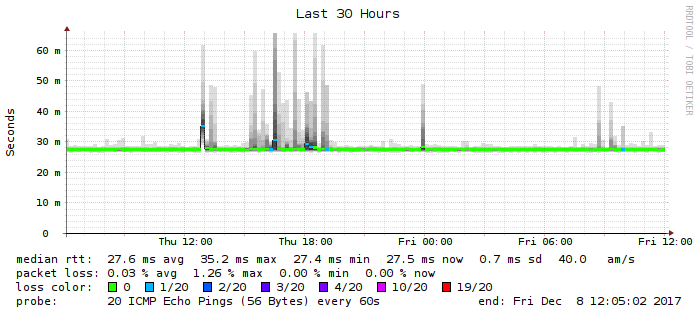 Last 30 Hours
RRDTOOL / TOBI OETIKER
Seconds
60 m
50 m
40 m
30 m
20 m
10 m
0
Thu 12:00 Thu 18:00 Fri 00:00 Fri 06:00 Fri 12:00
median rtt: 27.6 ms avg 35.2 ms max 27.4 ms min 27.5 ms now 0.7 ms sd 40.0 am/s
packet loss: 0.03 % avg 1.26 % max 0.00 % min 0.00 % now
loss color: 0 1/20 2/20 3/20 4/20 10/20 19/20
probe: 20 ICMP Echo Pings (56 Bytes) every 60s end: Fri Dec 8 12:05:02 2017